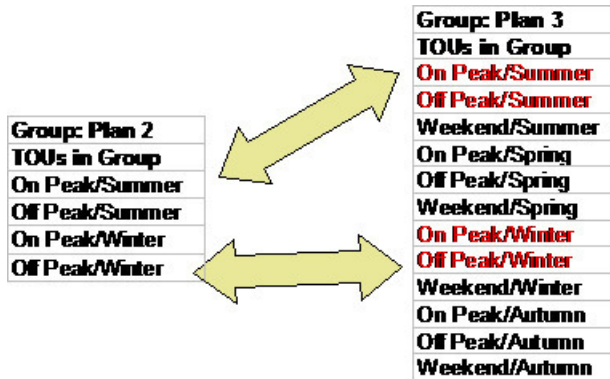 Group: Plan 2
TOUs in Group
On Peak/Summer
Off Peak/Summer
On Peak/Winter
Off Peak/Winter
Group: Plan 3
TOUs in Group
On Peak/Summer
Off Peak/Summer
Weekend/Summer
On Peak/Spring
Off Peak/Spring
Weekend/Spring
On Peak/Winter
Off Peak/Winter
Weekend/Winter
On Peak/Autumn
Off Peak/Autumn
Weekend/Autumn